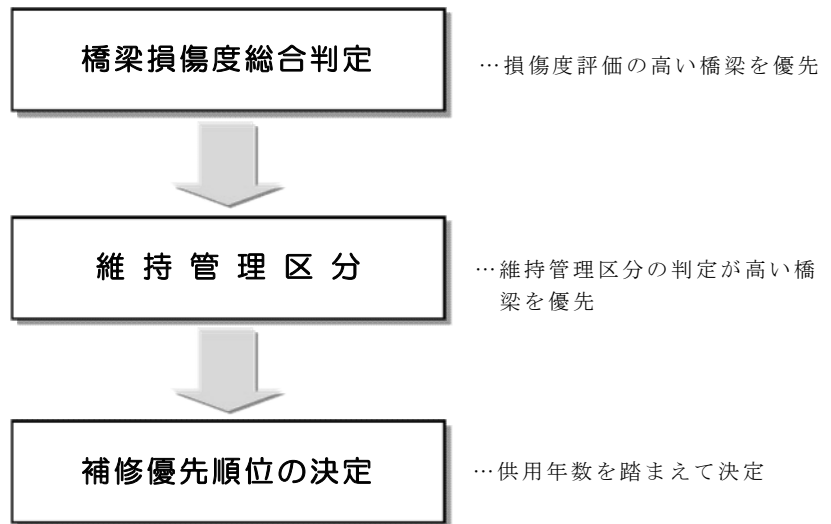 橋梁損傷度総合判定
…損傷度評価の高い橋梁を優先
維持管理区分
…維持管理区分の判定が高い橋
梁を優先
補修優先順位の決定
…供用年数を踏まえて決定